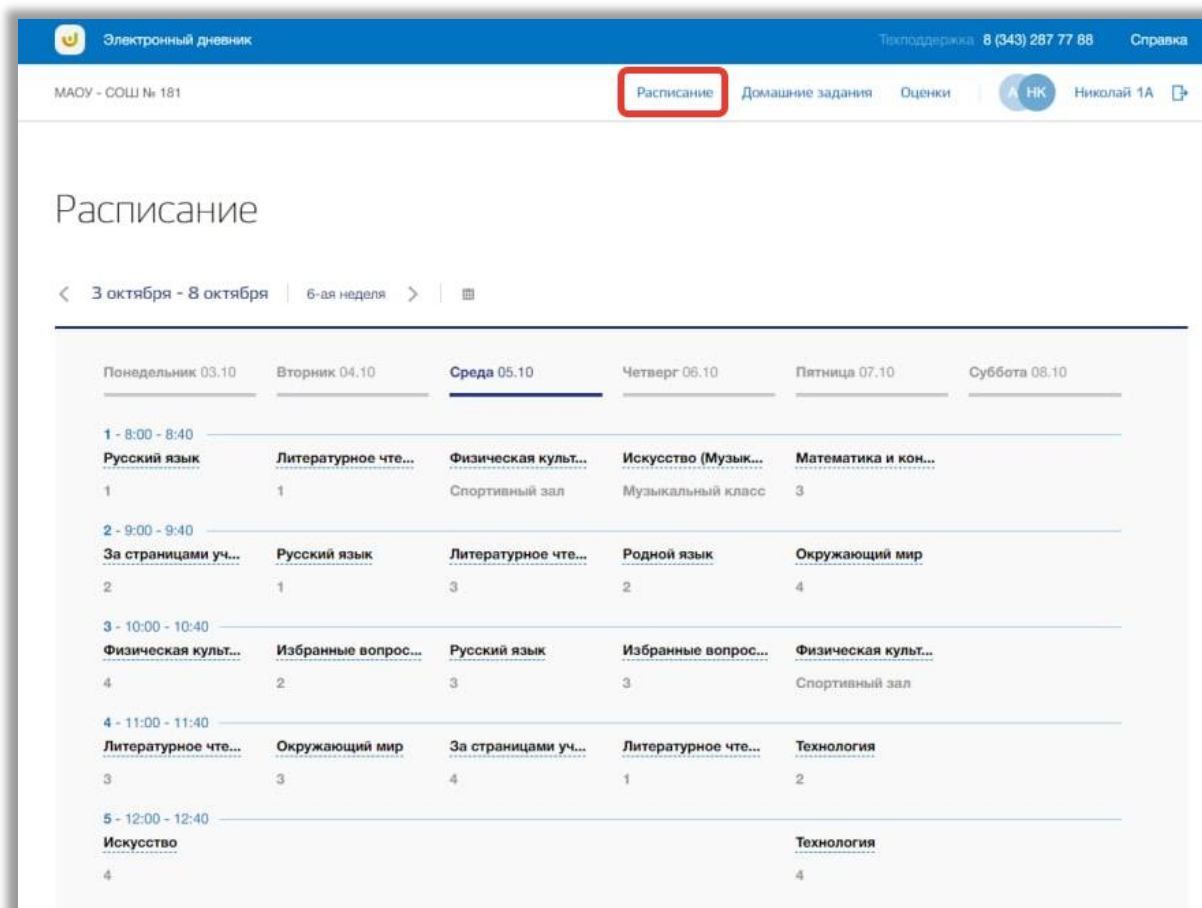 Электронный дневник Техподдержка 8 (343) 287 77 88 Справка
МАОУ - СОШ № 181 Расписание Домашние задания Оценки А НК Николай 1А
Расписание
3 октября - 8 октября 6-ая неделя
Понедельник 03.10 Вторник 04.10 Среда 05.10 Четверг 06.10 Пятница 07.10 Суббота 08.10
1 - 8:00 - 8:40
Русский язык Литературное чте... Физическая культ... Искусство (Музык... Математика и кон...
1 1 Спортивный зал Музыкальный класс 3
2 - 9:00 - 9:40
За страницами уч... Русский язык Литературное чте... Родной язык Окружающий мир
2 1 3 2 4
3 - 10:00 - 10:40
Физическая культ... Избранные вопрос... Русский язык Избранные вопрос... Физическая культ...
4 2 3 3 Спортивный зал
4 - 11:00 - 11:40
Литературное чте... Окружающий мир За страницами уч... Литературное чте... Технология
3 3 4 1 2
5 - 12:00 - 12:40
Искусство Технология
4 4